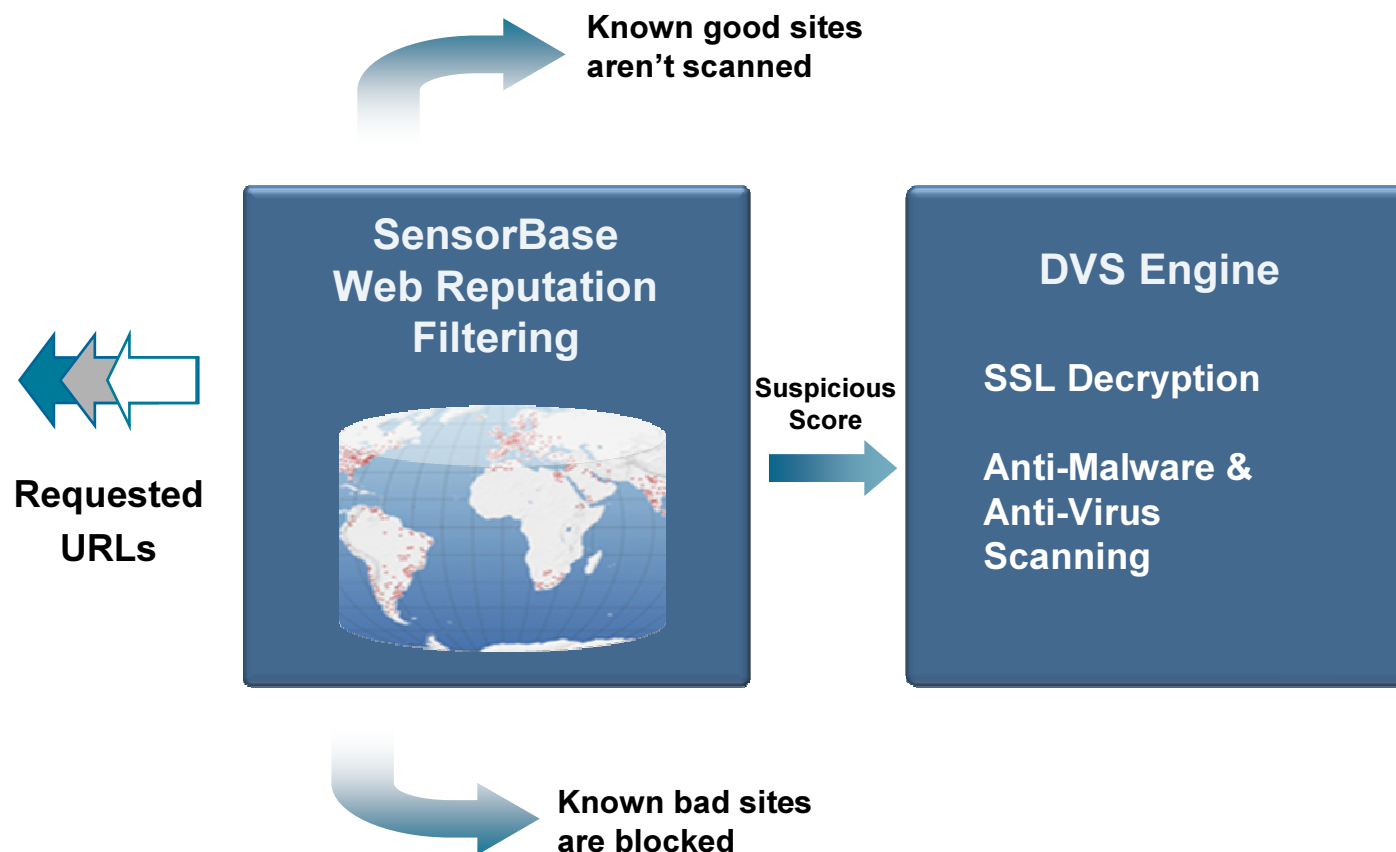 Known good sites
aren't scanned
SensorBase
Web Reputation
Filtering
DVS Engine
SSL Decryption
Anti-Malware &
Anti-Virus
Scanning
Suspicious
Score
Requested
URLs
Known bad sites
are blocked